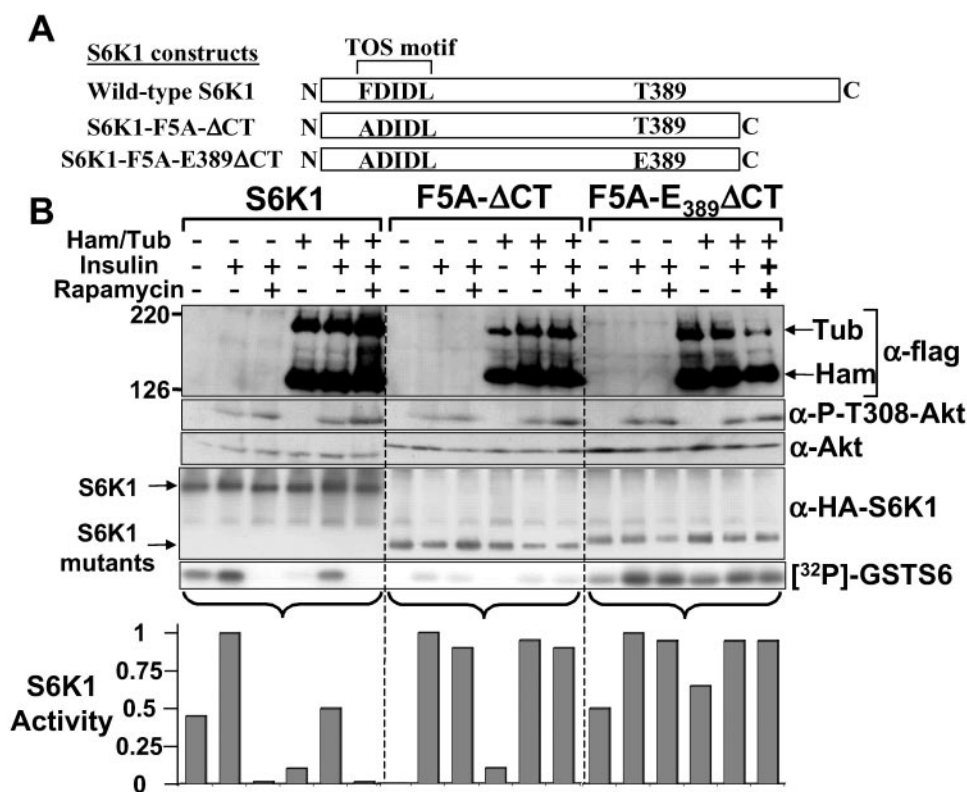 A
S6K1 constructs
TOS motif
Wild-type S6K1 N FDIDL T389 C
S6K1-F5A-ΔCT N ADIDL T389 C
S6K1-F5A-E389ΔCT N ADIDL E389 C
B
S6K1 F5A-ΔCT F5A-E₃₈₉ΔCT
Ham/Tub - - - + + + - - - + + + - - - + + +
Insulin - + + - + + - + + - + + - + + - + +
Rapamycin - - + - - + - - + - - + - - + - - +
220
126
Tub
Ham
α-flag
α-P-T308-Akt
α-Akt
S6K1
S6K1
mutants
α-HA-S6K1
[³²P]-GSTS6
S6K1
Activity
1
0.75
0.5
0.25
0